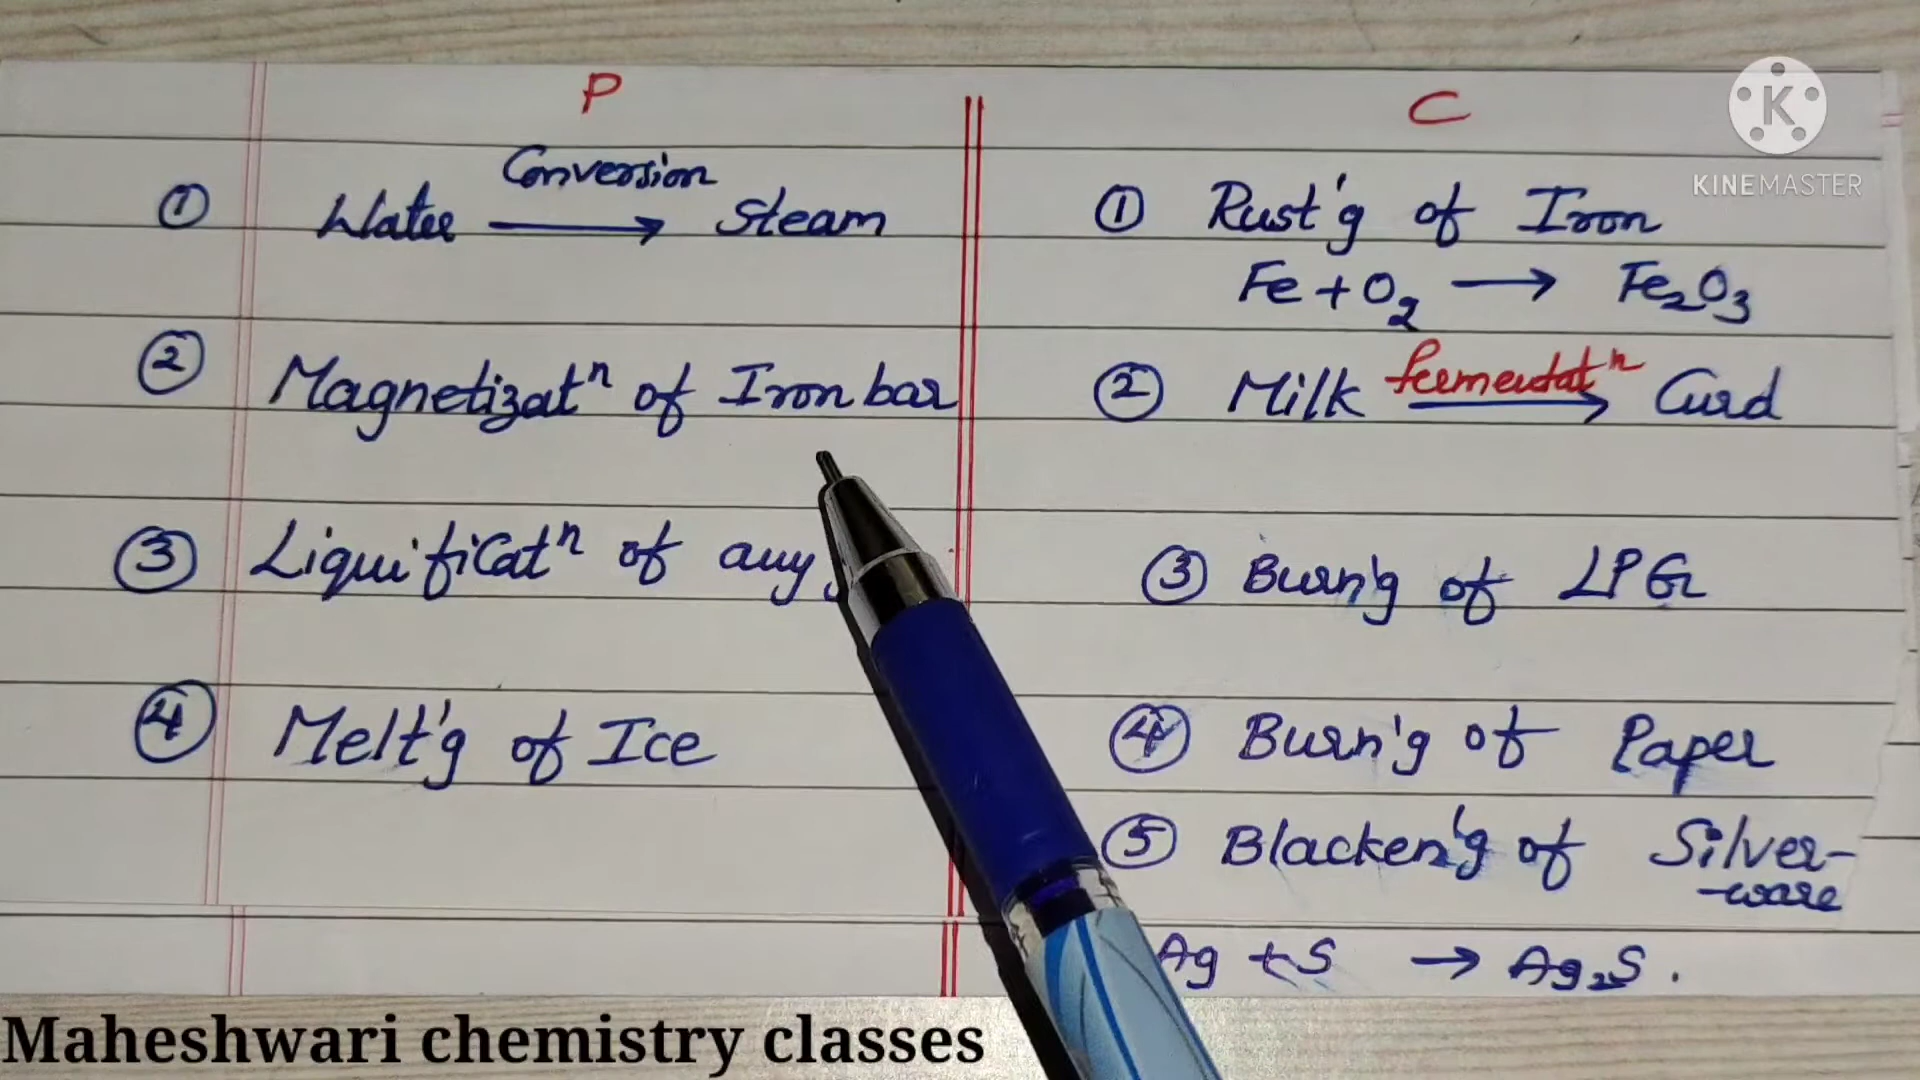 P
① Water Conversion → Steam
② Magnetizatⁿ of Iron bar
③ Liquificatⁿ of any
④ Melt'g of Ice
C
① Rust'g of Iron
Fe + O₂ → Fe₂O₃
② Milk fermentatⁿ → Curd
③ Burn'g of LPG
④ Burn'g of Paper
⑤ Blacken'g of Silver-
-ware
Ag + S → Ag₂S.
K
KINEMASTER
Maheshwari chemistry classes